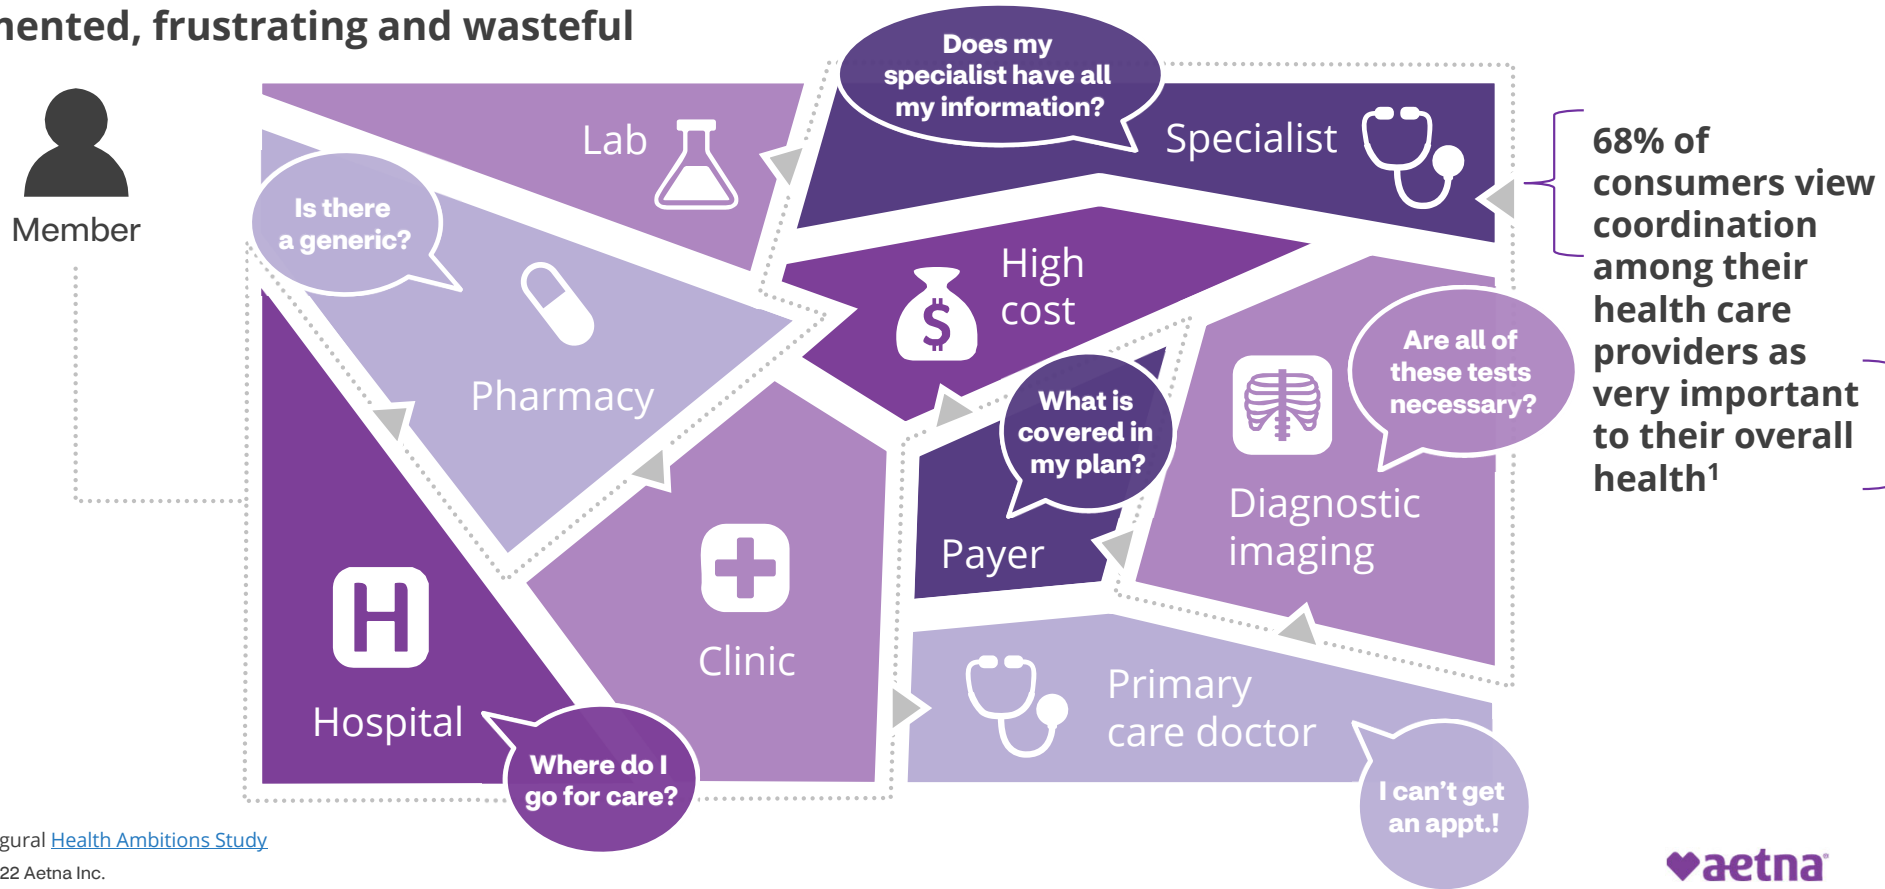 mented, frustrating and wasteful
Does my
specialist have all
my information?
Lab
Specialist
Member
Is there
a generic?
High
cost
$
Pharmacy
What is
covered in
my plan?
Are all of
these tests
necessary?
68% of
consumers view
coordination
among their
health care
providers as
very important
to their overall
health¹
Payer
Diagnostic
imaging
H
Hospital
Clinic
Primary
care doctor
Where do I
go for care?
I can't get
an appt.!
gural Health Ambitions Study
22 Aetna Inc.
aetna